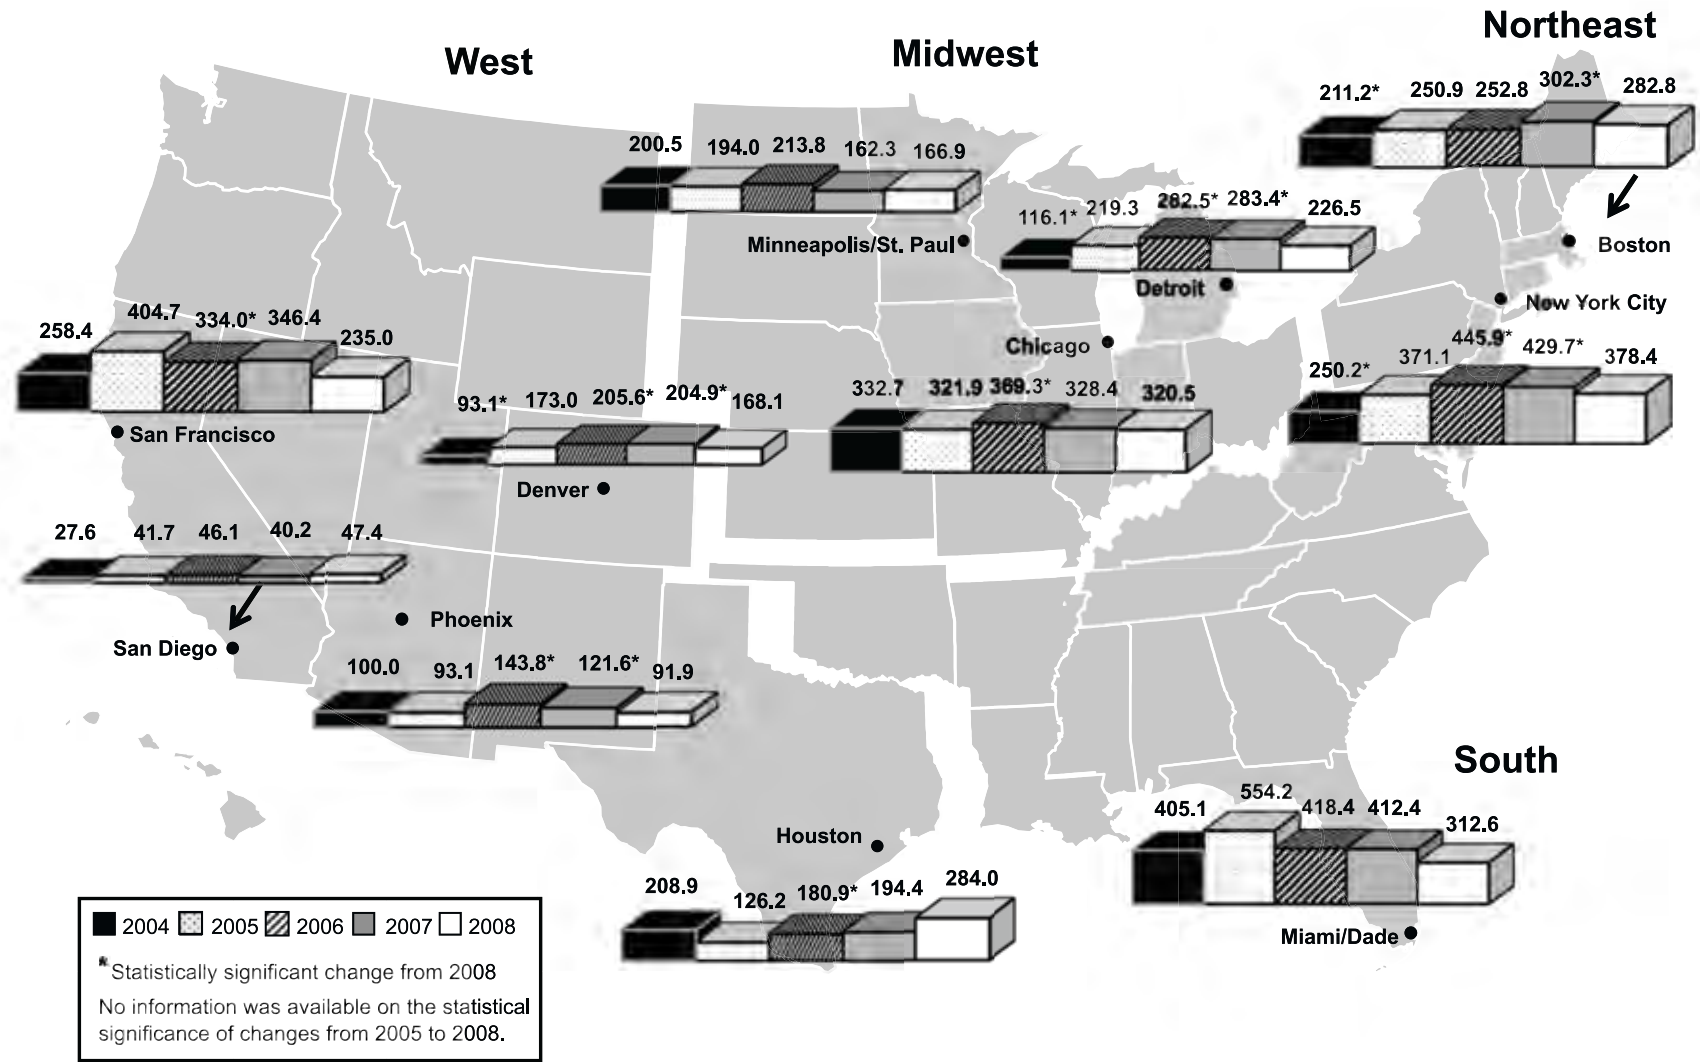 Northeast
West
Midwest
211.2* 250.9 252.8 302.3* 282.8
200.5 194.0 213.8 162.3 166.9
Minneapolis/St. Paul
116.1* 219.3 282.5* 283.4* 226.5
Detroit
Boston
New York City
258.4 404.7 334.0* 346.4 235.0
San Francisco
Chicago
332.7 321.9 369.3* 328.4 320.5
250.2* 371.1 445.9* 429.7* 378.4
93.1* 173.0 205.6* 204.9* 168.1
Denver
27.6 41.7 46.1 40.2 47.4
San Diego
Phoenix
100.0 93.1 143.8* 121.6* 91.9
South
Houston
208.9 126.2 180.9* 194.4 284.0
405.1 554.2 418.4 412.4 312.6
Miami/Dade
2004 2005 2006 2007 2008
*Statistically significant change from 2008
No information was available on the statistical
significance of changes from 2005 to 2008.